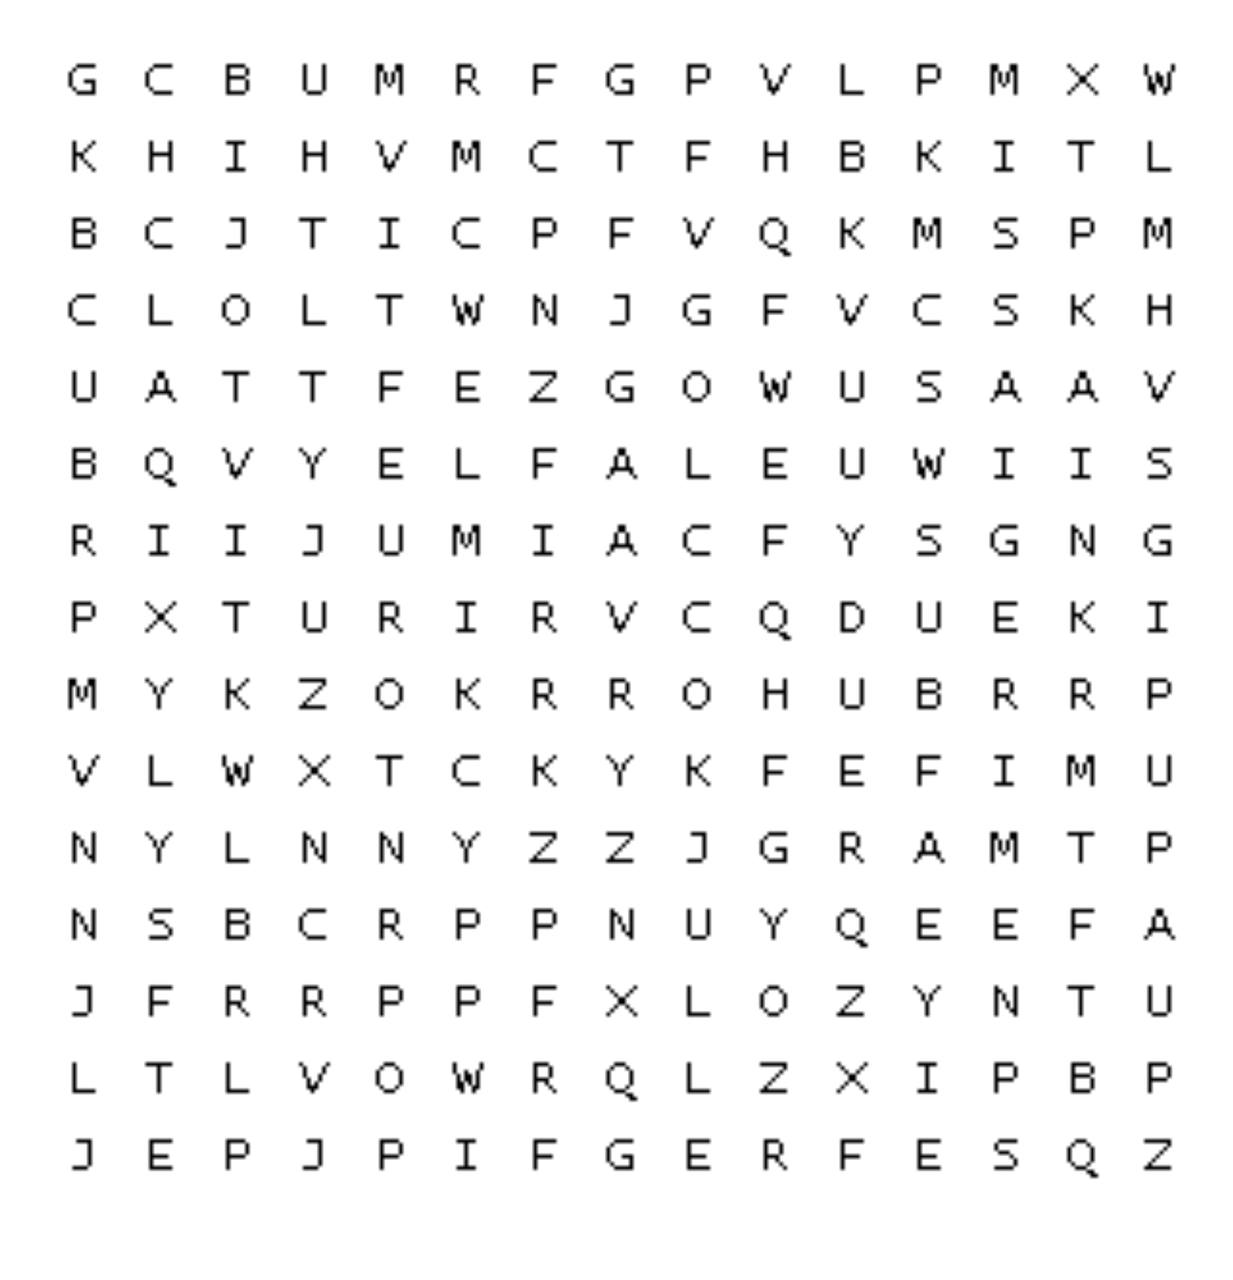 G C B U M R F G P V L P M X W
K H I H V M C T F H B K I T L
B C J T I C P F V Q K M S P M
C L O L T W N J G F V C S K H
U A T T F E Z G O W U S A A V
B Q V Y E L F A L E U W I I S
R I I J U M I A C F Y S G N G
P X T U R I R V C Q D U E K I
M Y K Z O K R R O H U B R R P
V L W X T C K Y K F E F I M U
N Y L N N Y Z Z J G R A M T P
N S B C R P P N U Y Q E E F A
J F R R P P F X L O Z Y N T U
L T L V O W R Q L Z X I P B P
J E P J P I F G E R F E S Q Z